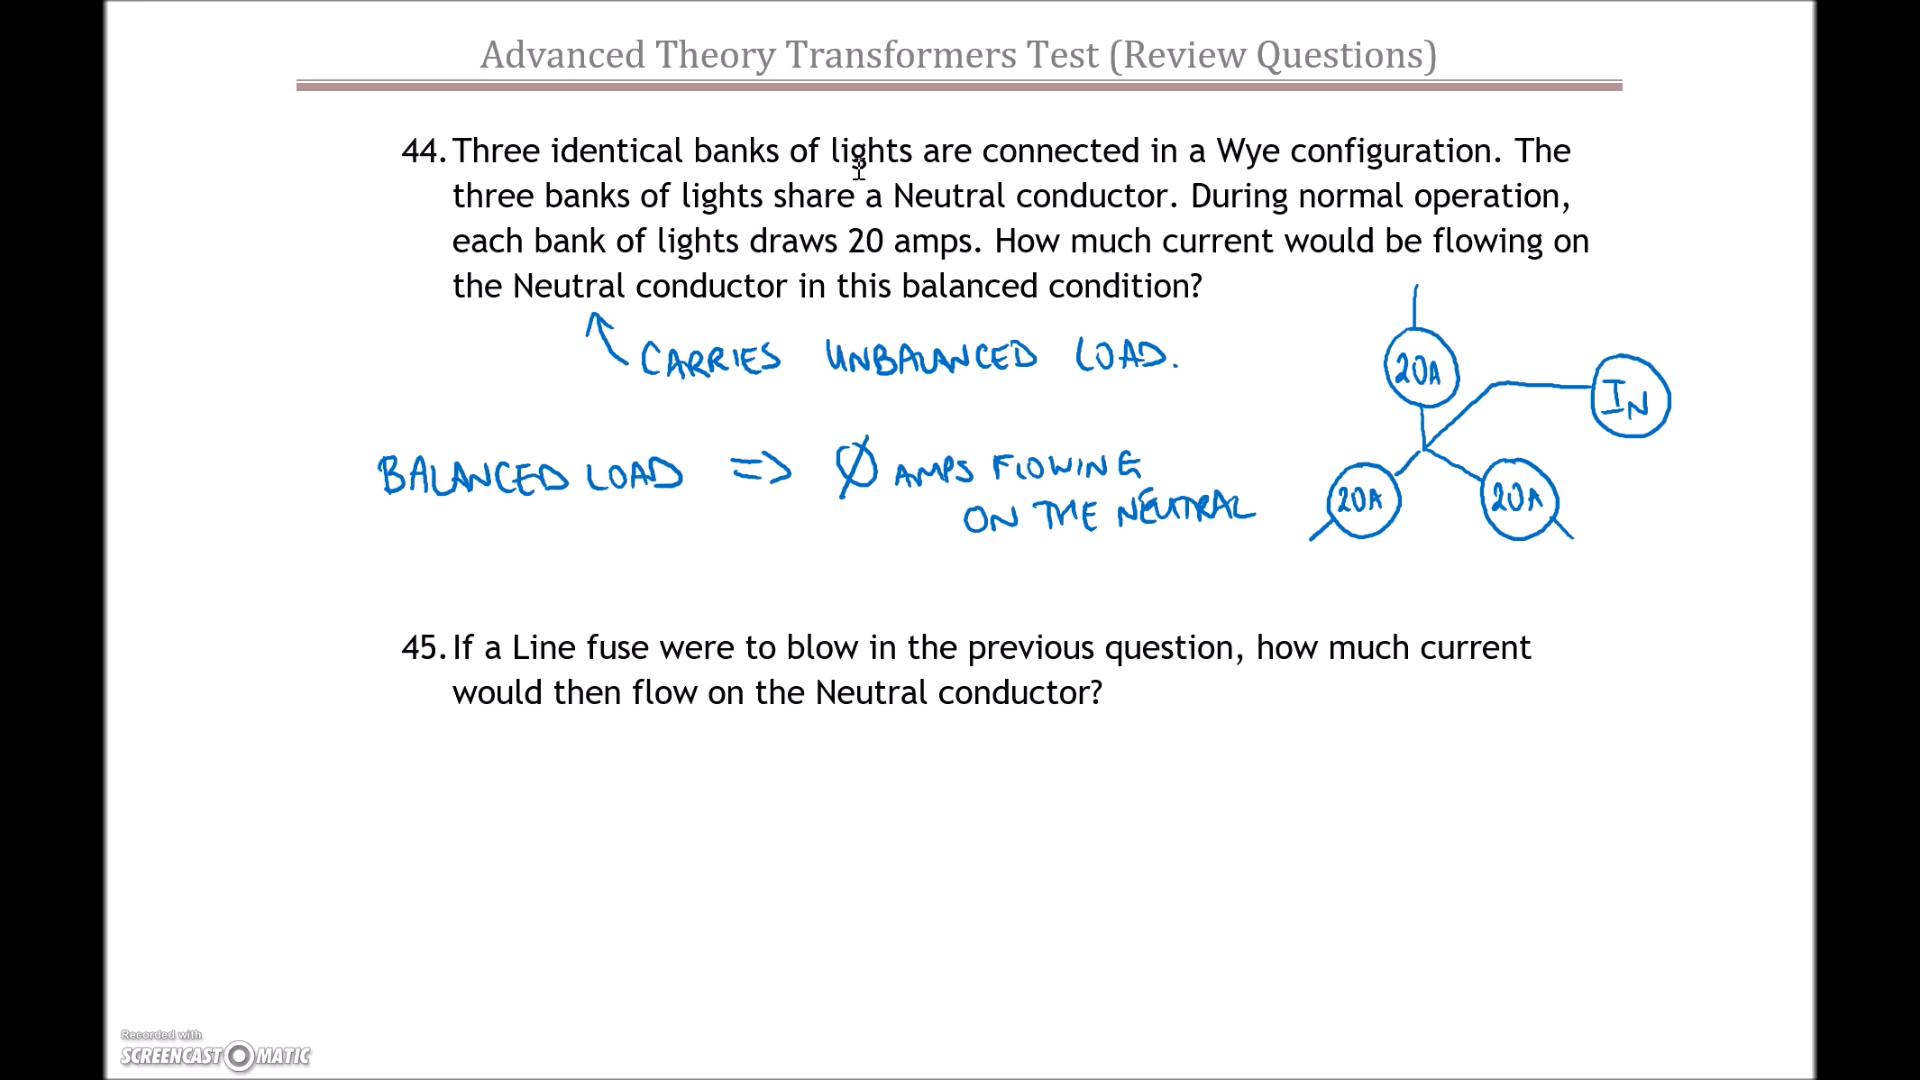 Advanced Theory Transformers Test (Review Questions)
44. Three identical banks of lights are connected in a Wye configuration. The
three banks of lights share a Neutral conductor. During normal operation,
each bank of lights draws 20 amps. How much current would be flowing on
the Neutral conductor in this balanced condition?
CARRIES UNBALANCED LOAD.
20A
IN
BALANCED LOAD => Ø AMPS FLOWING
ON THE NEUTRAL
20A
20A
45. If a Line fuse were to blow in the previous question, how much current
would then flow on the Neutral conductor?
Recorded with
SCREENCAST-O-MATIC